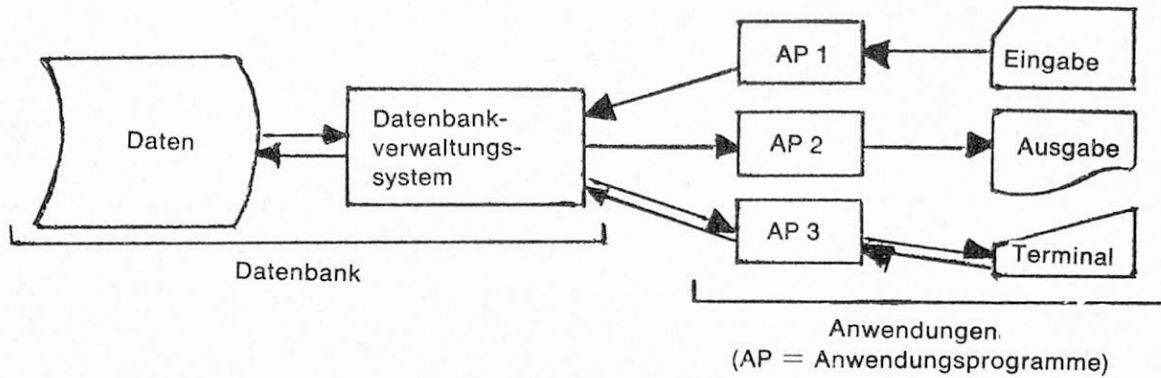 Daten
Datenbank-
verwaltungs-
system
AP 1
Eingabe
AP 2
Ausgabe
AP 3
Terminal
Datenbank
Anwendungen
(AP = Anwendungsprogramme)